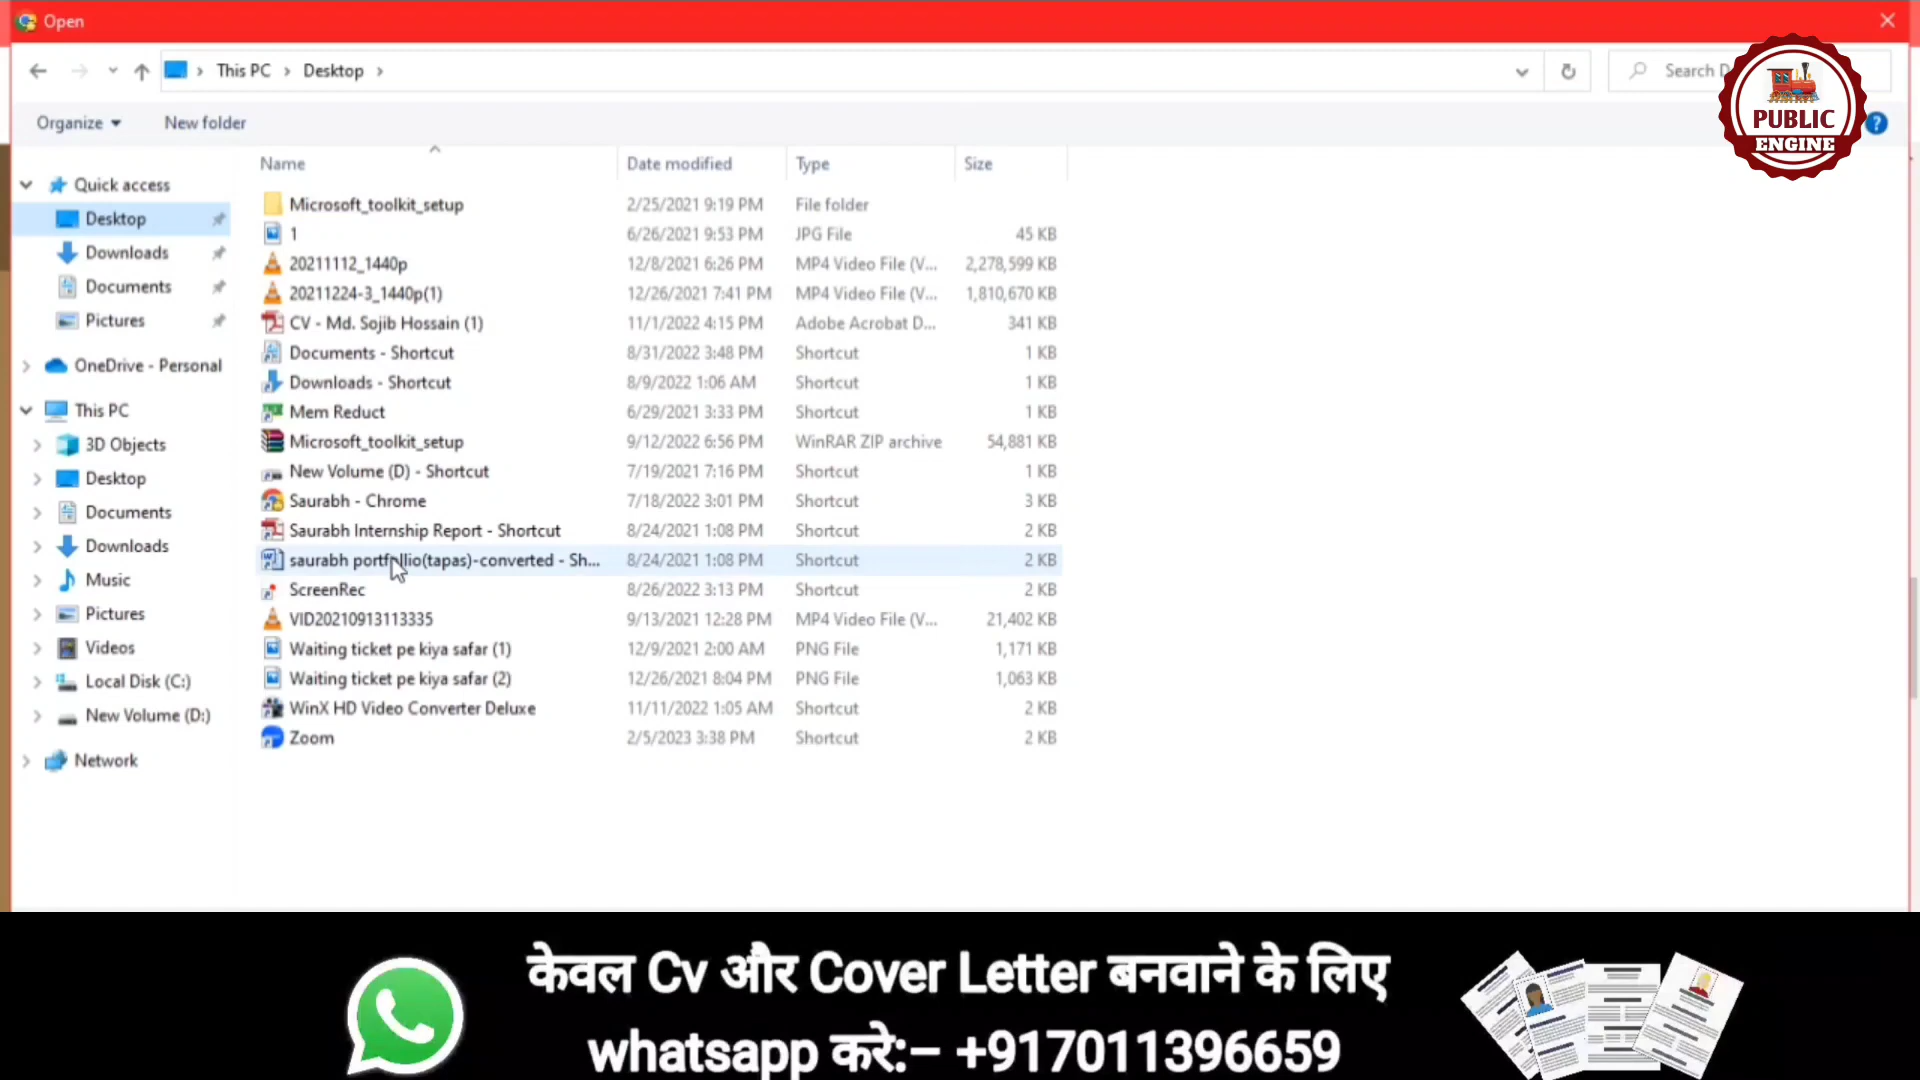 Open
This PC
Desktop
Search
PUBLIC
ENGINE
Organize
New folder
?
Name
Date modified
Type
Size
Quick access
Desktop
Downloads
Documents
Pictures
OneDrive - Personal
This PC
3D Objects
Desktop
Documents
Downloads
Music
Pictures
Videos
Local Disk (C:)
New Volume (D:)
Network
Microsoft_toolkit_setup 2/25/2021 9:19 PM File folder
1 6/26/2021 9:53 PM JPG File 45 KB
20211112_1440p 12/8/2021 6:26 PM MP4 Video File (V... 2,278,599 KB
20211224-3_1440p(1) 12/26/2021 7:41 PM MP4 Video File (V... 1,810,670 KB
CV - Md. Sojib Hossain (1) 11/1/2022 4:15 PM Adobe Acrobat D... 341 KB
Documents - Shortcut 8/31/2022 3:48 PM Shortcut 1 KB
Downloads - Shortcut 8/9/2022 1:06 AM Shortcut 1 KB
Mem Reduct 6/29/2021 3:33 PM Shortcut 1 KB
Microsoft_toolkit_setup 9/12/2022 6:56 PM WinRAR ZIP archive 54,881 KB
New Volume (D) - Shortcut 7/19/2021 7:16 PM Shortcut 1 KB
Saurabh - Chrome 7/18/2022 3:01 PM Shortcut 3 KB
Saurabh Internship Report - Shortcut 8/24/2021 1:08 PM Shortcut 2 KB
saurabh portfollio(tapas)-converted - Sh... 8/24/2021 1:08 PM Shortcut 2 KB
ScreenRec 8/26/2022 3:13 PM Shortcut 2 KB
VID20210913113335 9/13/2021 12:28 PM MP4 Video File (V... 21,402 KB
Waiting ticket pe kiya safar (1) 12/9/2021 2:00 AM PNG File 1,171 KB
Waiting ticket pe kiya safar (2) 12/26/2021 8:04 PM PNG File 1,063 KB
WinX HD Video Converter Deluxe 11/11/2022 1:05 AM Shortcut 2 KB
Zoom 2/5/2023 3:38 PM Shortcut 2 KB
केवल Cv और Cover Letter बनवाने के लिए
whatsapp करे:– +917011396659